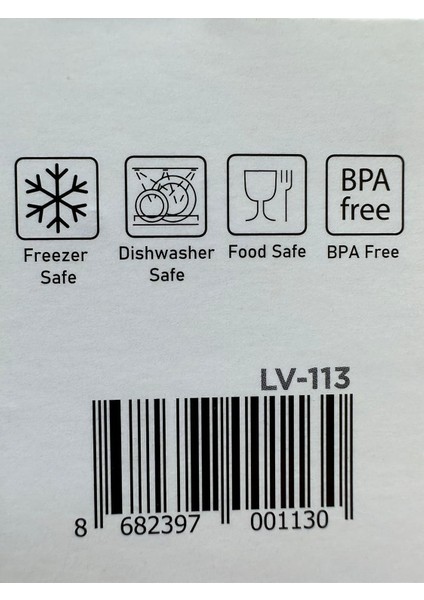 BPA
free
Freezer
Safe
Dishwasher
Safe
Food Safe
BPA Free
LV-113
8 682397 001130